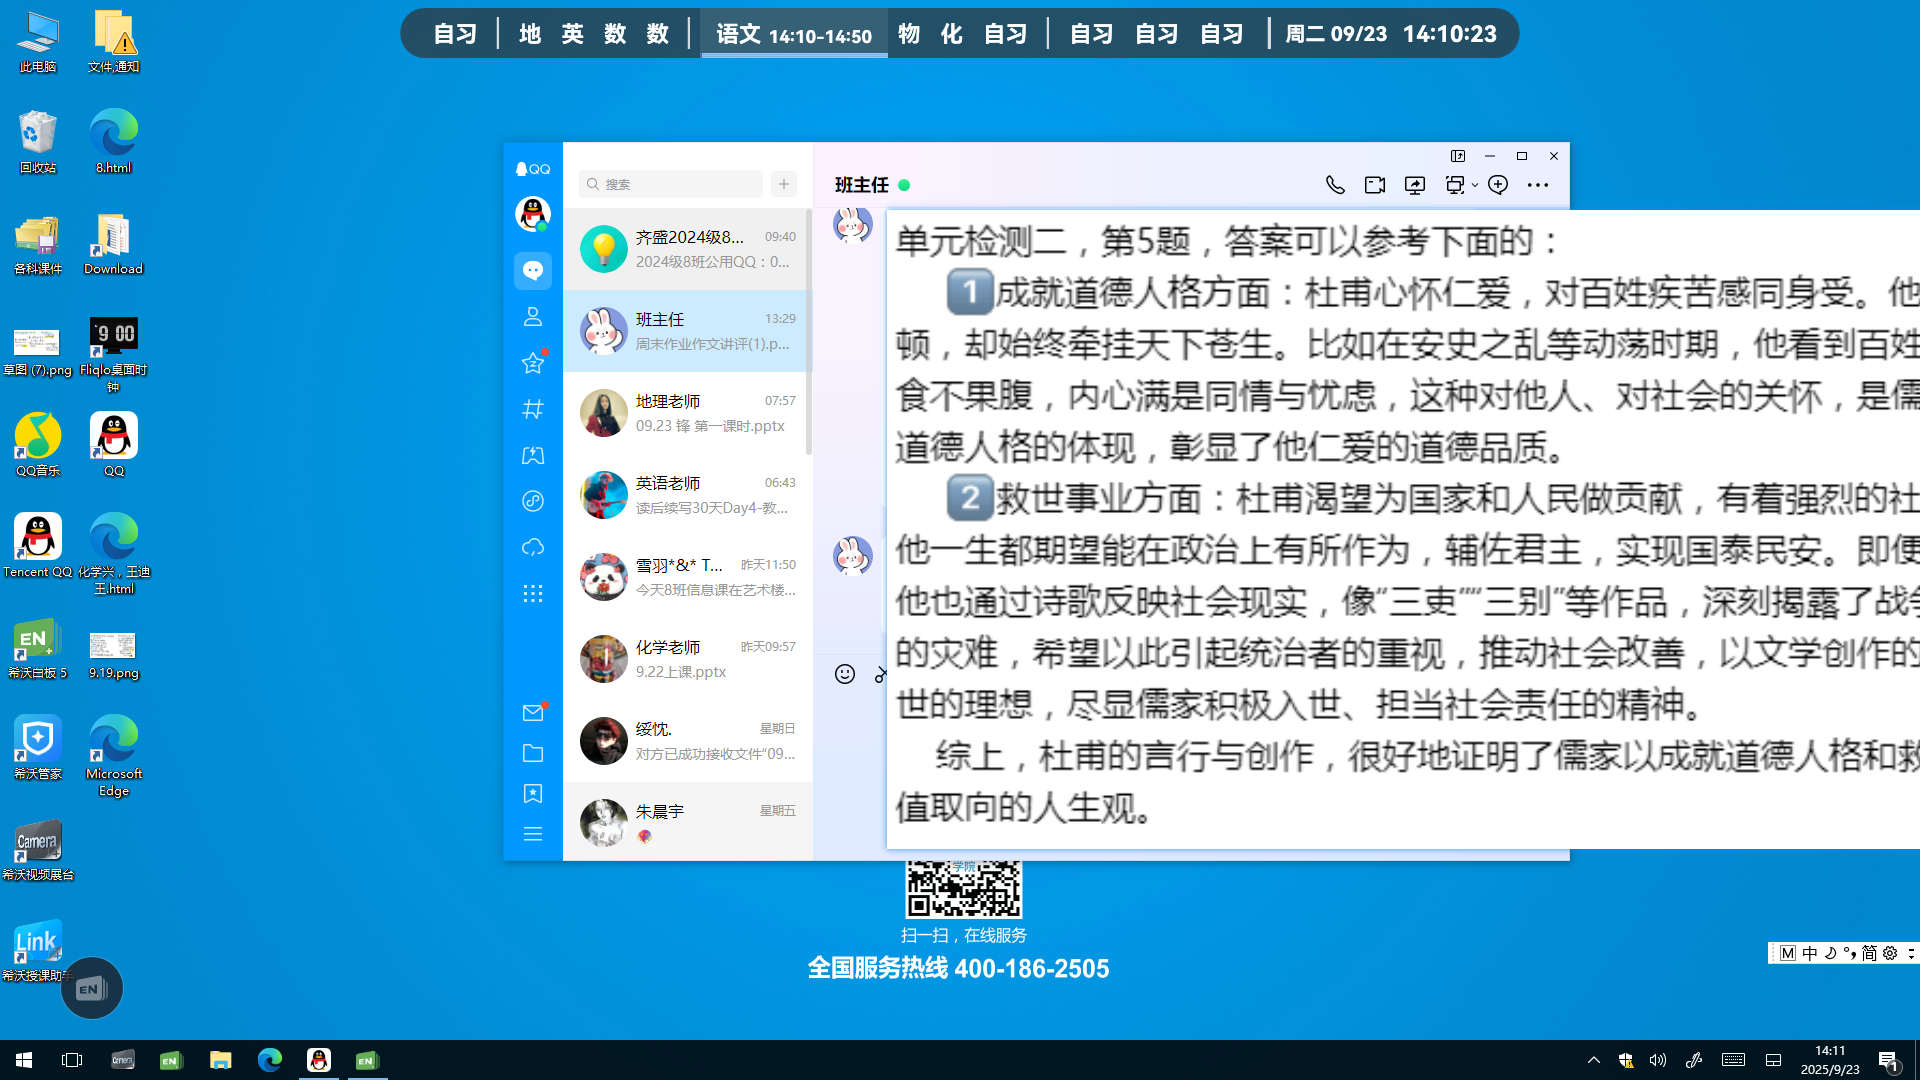 自习 地 英 数 数 语文 14:10-14:50 物 化 自习 自习 自习 自习 周二 09/23 14:10:23
此电脑
文件,通知
回收站
8.html
各科课件
Download
草图 (7).png
Fliqlo桌面时钟
9 00
QQ音乐
QQ
Tencent QQ
化学兴，王迪王.html
EN
希沃白板 5
9.19.png
希沃管家
Microsoft Edge
Camera
希沃视频展台
Link
希沃授课助手
EN
QQ
搜索
齐盛2024级8... 09:40
2024级8班公用QQ：0...
班主任 13:29
周末作业作文讲评(1).p...
地理老师 07:57
09.23 锋 第一课时.pptx
英语老师 06:43
读后续写30天Day4-教...
雪羽*&* T... 昨天11:50
今天8班信息课在艺术楼...
化学老师 昨天09:57
9.22上课.pptx
绥忱. 星期日
对方已成功接收文件“09...
朱晨宇 星期五
班主任
单元检测二，第5题，答案可以参考下面的：
1成就道德人格方面：杜甫心怀仁爱，对百姓疾苦感同身受。他
顿，却始终牵挂天下苍生。比如在安史之乱等动荡时期，他看到百姓
食不果腹，内心满是同情与忧虑，这种对他人、对社会的关怀，是儒
道德人格的体现，彰显了他仁爱的道德品质。
2救世事业方面：杜甫渴望为国家和人民做贡献，有着强烈的社
他一生都期望能在政治上有所作为，辅佐君主，实现国泰民安。即便
他也通过诗歌反映社会现实，像“三吏”“三别”等作品，深刻揭露了战争
的灾难，希望以此引起统治者的重视，推动社会改善，以文学创作的
世的理想，尽显儒家积极入世、担当社会责任的精神。
综上，杜甫的言行与创作，很好地证明了儒家以成就道德人格和救
值取向的人生观。
学院
扫一扫，在线服务
全国服务热线 400-186-2505
M 中 简
Camera
EN
EN
14:11
2025/9/23
1